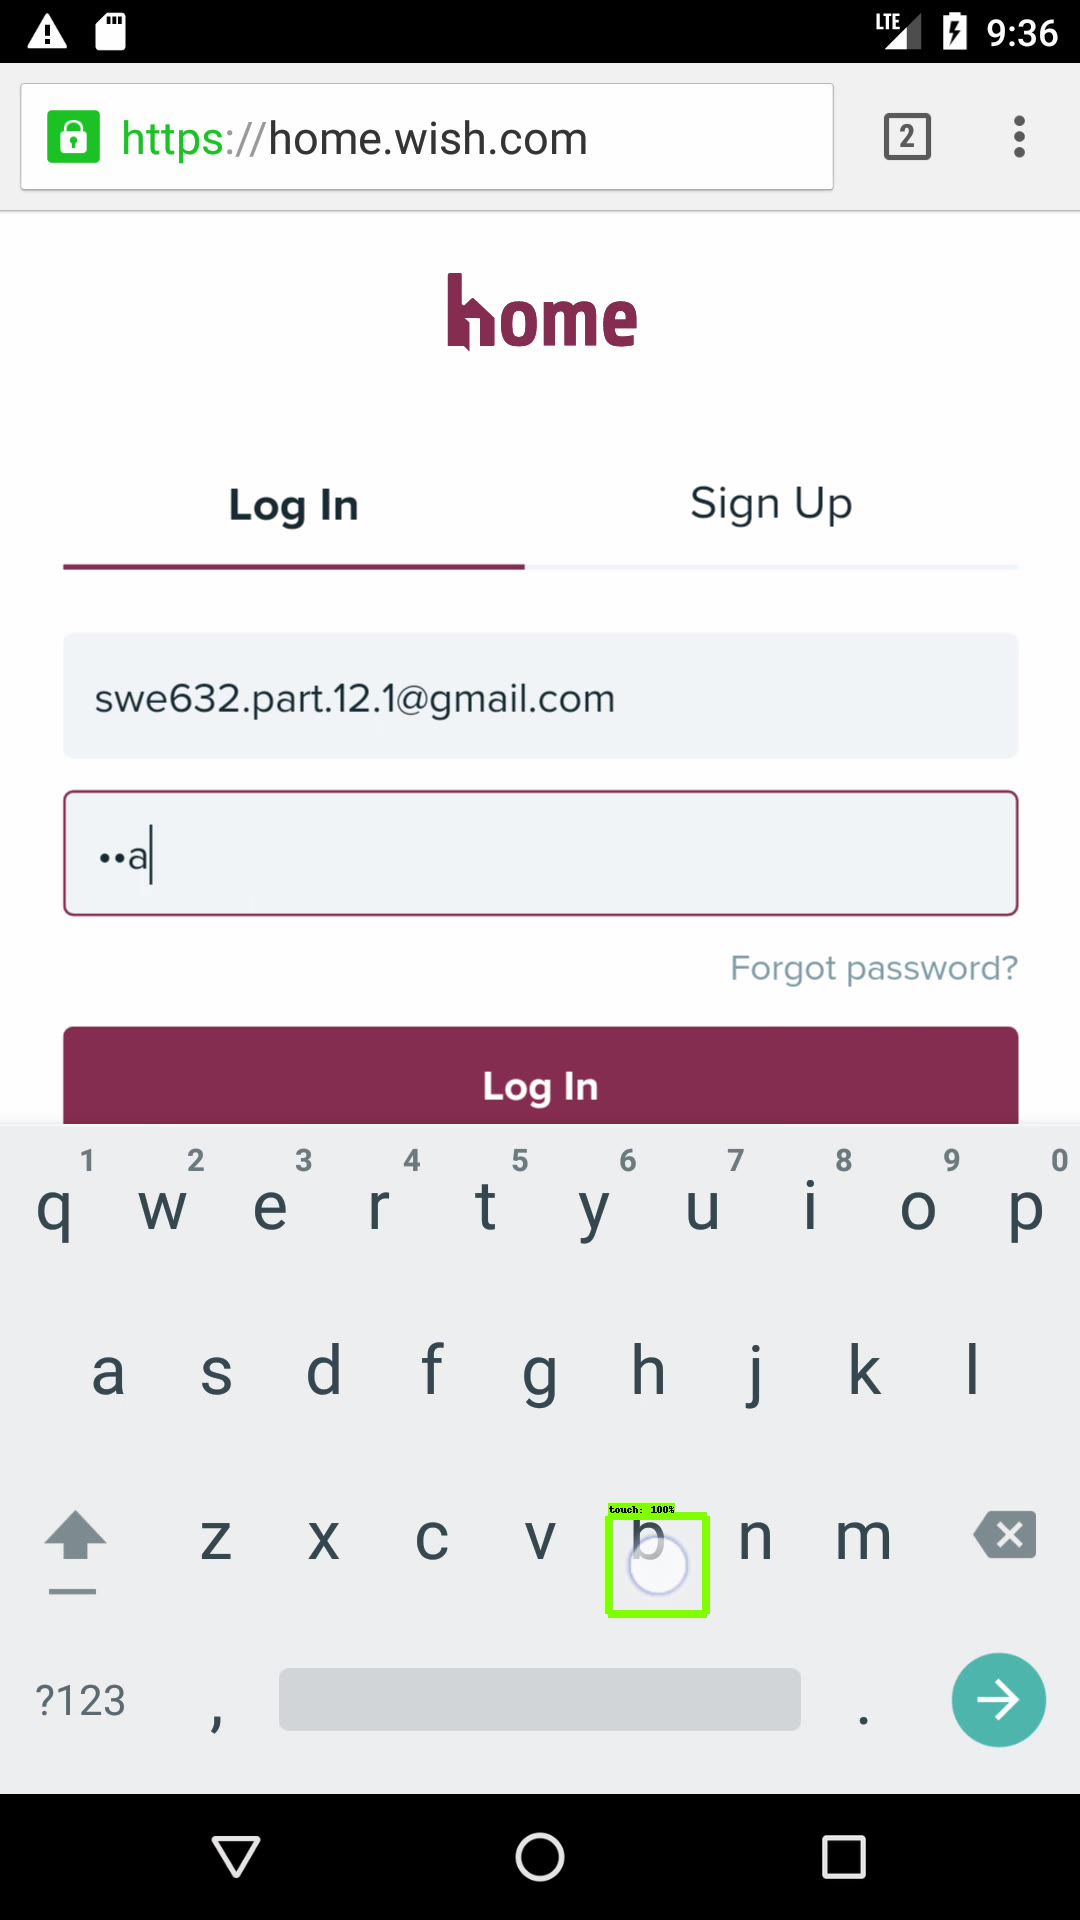 LTE 9:36
https://home.wish.com 2
home
Log In Sign Up
swe632.part.12.1@gmail.com
••a
Forgot password?
Log In
1 2 3 4 5 6 7 8 9 0
q w e r t y u i o p
a s d f g h j k l
touch: 100%
z x c v b n m
?123 , .